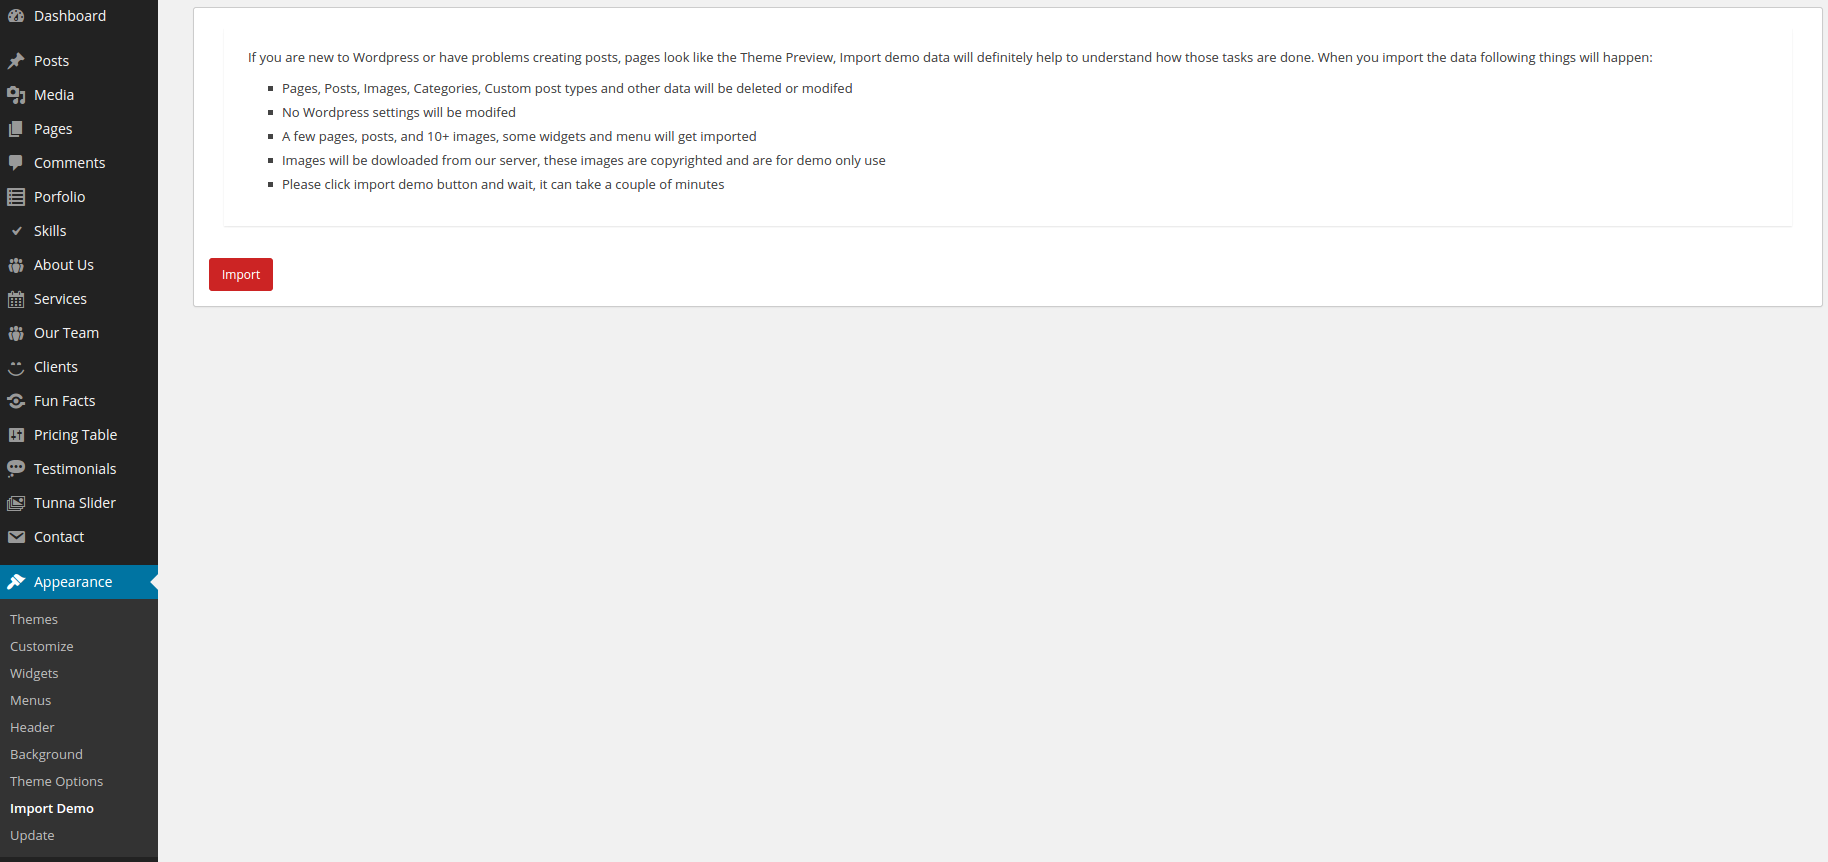 Dashboard
Posts
Media
Pages
Comments
Porfolio
Skills
About Us
Services
Our Team
Clients
Fun Facts
Pricing Table
Testimonials
Tunna Slider
Contact
Appearance
Themes
Customize
Widgets
Menus
Header
Background
Theme Options
Import Demo
Update
If you are new to Wordpress or have problems creating posts, pages look like the Theme Preview, Import demo data will definitely help to understand how those tasks are done. When you import the data following things will happen:
Pages, Posts, Images, Categories, Custom post types and other data will be deleted or modifed
No Wordpress settings will be modifed
A few pages, posts, and 10+ images, some widgets and menu will get imported
Images will be dowloaded from our server, these images are copyrighted and are for demo only use
Please click import demo button and wait, it can take a couple of minutes
Import